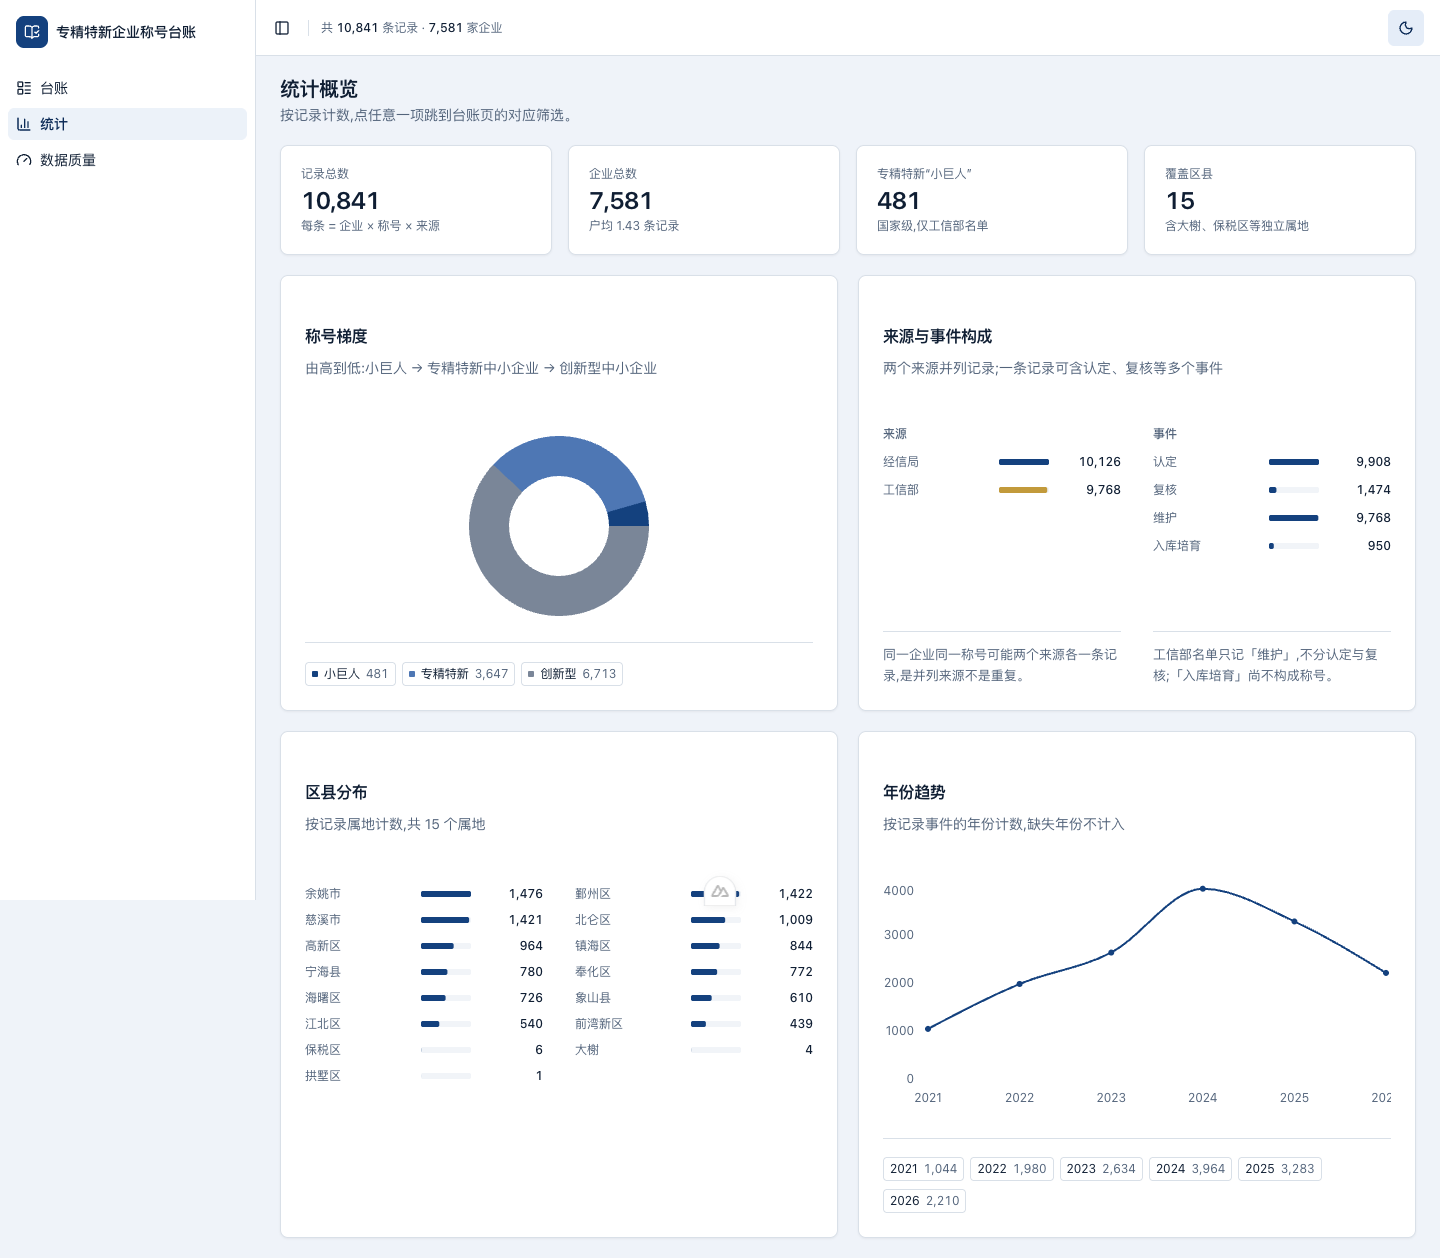 专精特新企业称号台账
台账
统计
数据质量
共 10,841 条记录 · 7,581 家企业
统计概览
按记录计数,点任意一项跳到台账页的对应筛选。
记录总数
10,841
每条 = 企业 × 称号 × 来源
企业总数
7,581
户均 1.43 条记录
专精特新“小巨人”
481
国家级,仅工信部名单
覆盖区县
15
含大榭、保税区等独立属地
称号梯度
由高到低:小巨人 → 专精特新中小企业 → 创新型中小企业
小巨人 481
专精特新 3,647
创新型 6,713
来源与事件构成
两个来源并列记录;一条记录可含认定、复核等多个事件
来源
经信局 10,126
工信部 9,768
同一企业同一称号可能两个来源各一条记
录,是并列来源不是重复。
事件
认定 9,908
复核 1,474
维护 9,768
入库培育 950
工信部名单只记「维护」,不分认定与复
核;「入库培育」尚不构成称号。
区县分布
按记录属地计数,共 15 个属地
余姚市 1,476
鄞州区 1,422
慈溪市 1,421
北仑区 1,009
高新区 964
镇海区 844
宁海县 780
奉化区 772
海曙区 726
象山县 610
江北区 540
前湾新区 439
保税区 6
大榭 4
拱墅区 1
年份趋势
按记录事件的年份计数,缺失年份不计入
4000
3000
2000
1000
0
2021 2022 2023 2024 2025 202
2021 1,044
2022 1,980
2023 2,634
2024 3,964
2025 3,283
2026 2,210